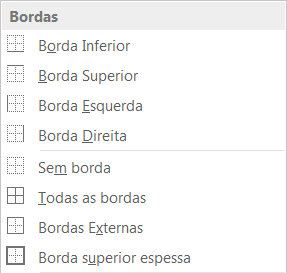 Bordas
Borda Inferior
Borda Superior
Borda Esquerda
Borda Direita
Sem borda
Todas as bordas
Bordas Externas
Borda superior espessa